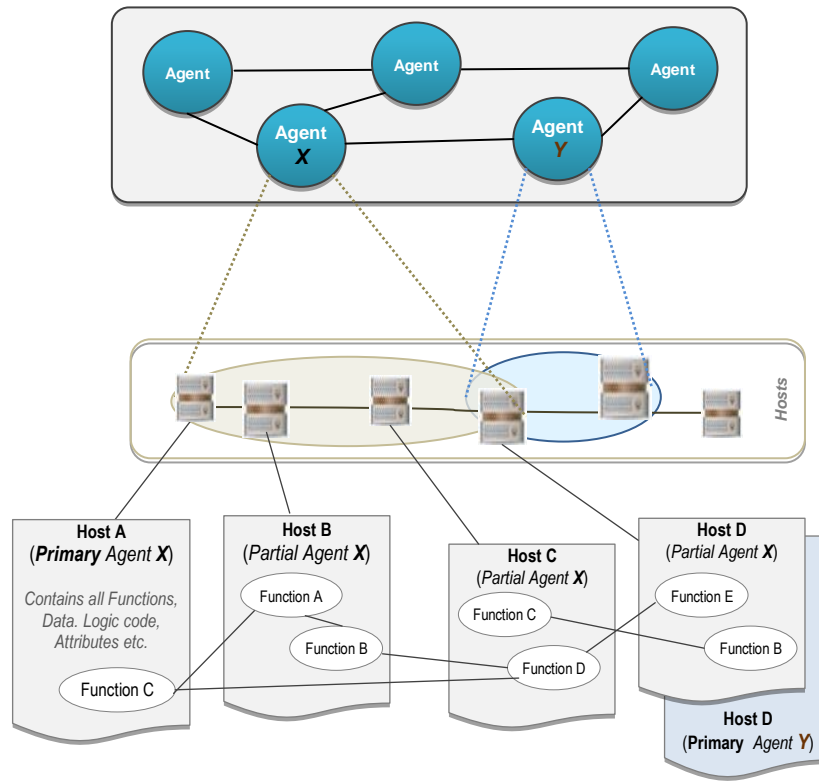 Agent
Agent
Agent
Agent
X
Agent
Y
Hosts
Host A
(Primary Agent X)
Contains all Functions,
Data. Logic code,
Attributes etc.
Function C
Host B
(Partial Agent X)
Function A
Function B
Host C
(Partial Agent X)
Function C
Function D
Host D
(Partial Agent X)
Function E
Function B
Host D
(Primary Agent Y)